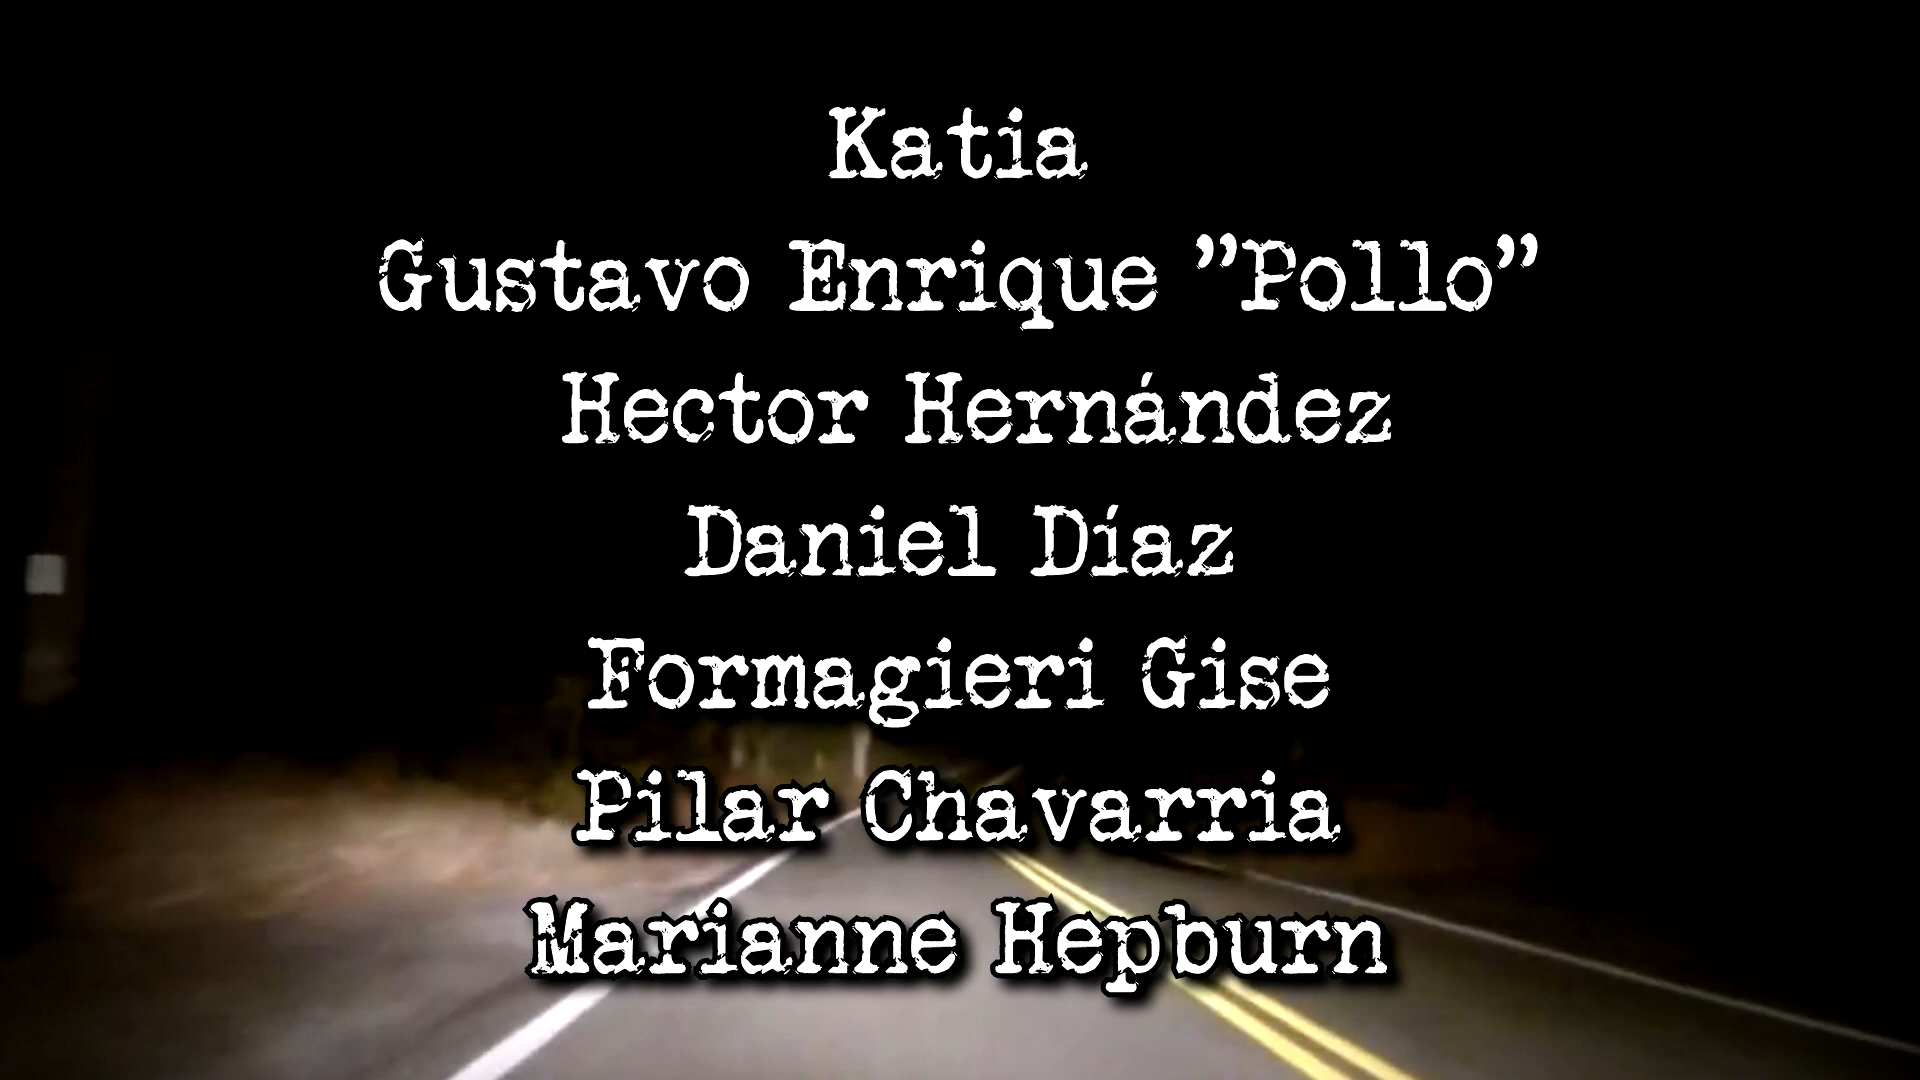 Katia
Gustavo Enrique ”Pollo”
Hector Hernández
Daniel Díaz
Formagieri Gise
Pilar Chavarria
Marianne Hepburn